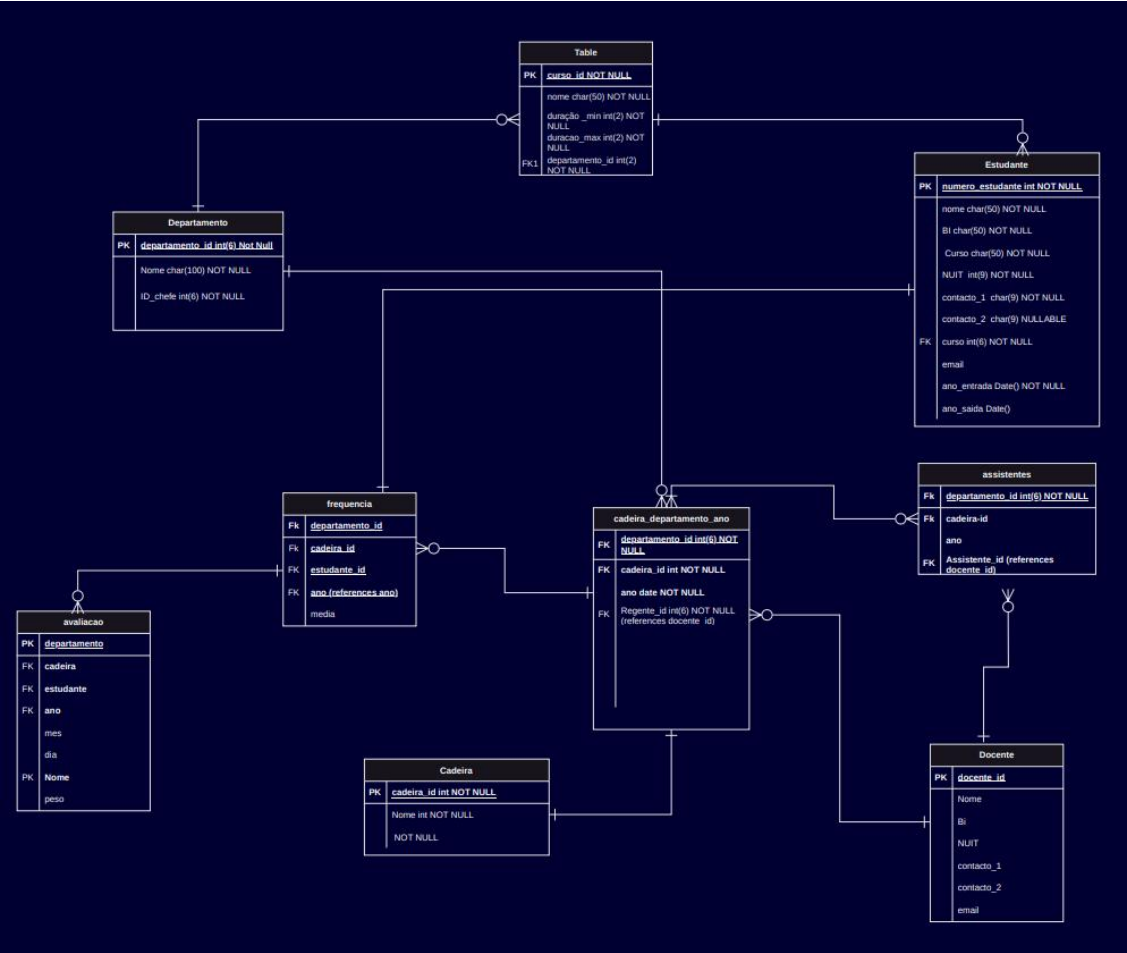 Table
PK curso_id NOT NULL
nome char(50) NOT NULL
duração _min int(2) NOT
NULL
duracao_max int(2) NOT
NULL
FK1 departamento_id int(2)
NOT NULL
Estudante
PK numero_estudante int NOT NULL
nome char(50) NOT NULL
BI char(50) NOT NULL
Curso char(50) NOT NULL
NUIT int(9) NOT NULL
contacto_1 char(9) NOT NULL
contacto_2 char(9) NULLABLE
FK curso int(6) NOT NULL
email
ano_entrada Date() NOT NULL
ano_saida Date()
Departamento
PK departamento_id int(6) Not Null
Nome char(100) NOT NULL
ID_chefe int(6) NOT NULL
assistentes
Fk departamento_id int(6) NOT NULL
Fk cadeira-id
ano
FK Assistente_id (references
docente_id)
frequencia
Fk departamento_id
Fk cadeira_id
FK estudante_id
FK ano (references ano)
media
cadeira_departamento_ano
FK departamento_id int(6) NOT
NULL
FK cadeira_id int NOT NULL
ano date NOT NULL
FK Regente_id int(6) NOT NULL
(references docente_id)
avaliacao
PK departamento
FK cadeira
FK estudante
FK ano
mes
dia
PK Nome
peso
Cadeira
PK cadeira_id int NOT NULL
Nome int NOT NULL
NOT NULL
Docente
PK docente_id
Nome
Bi
NUIT
contacto_1
contacto_2
email